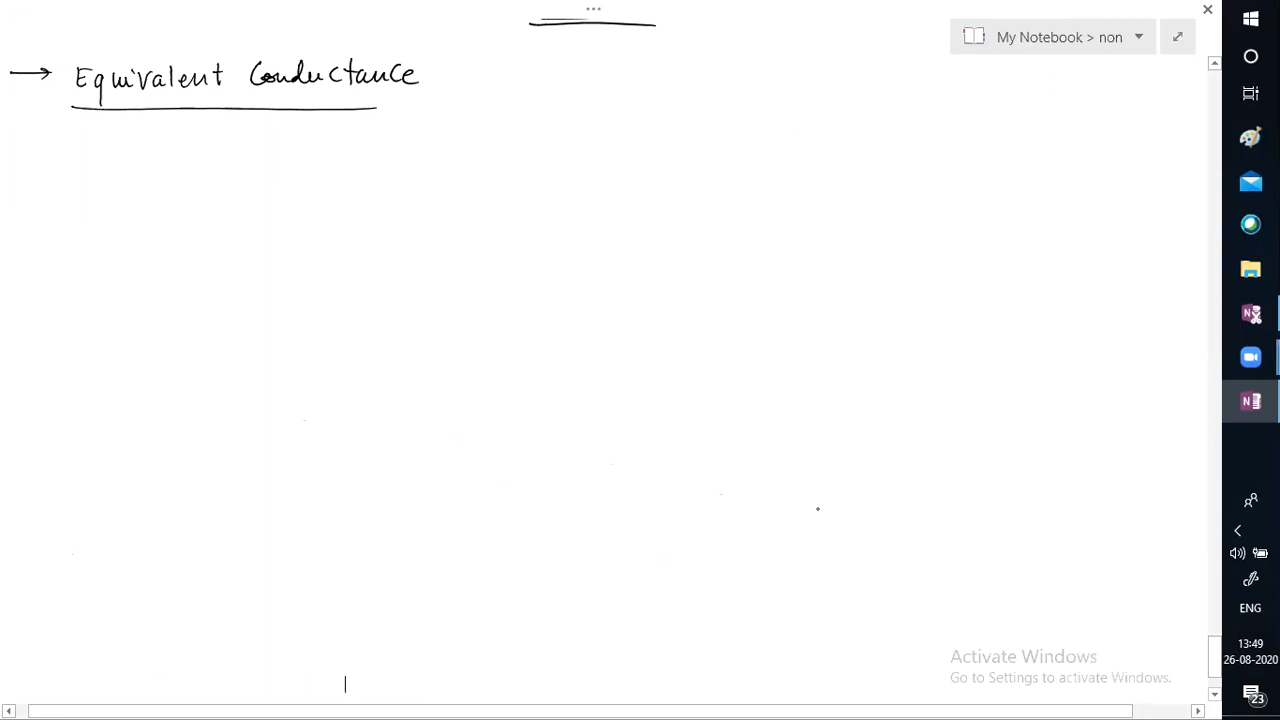 My Notebook > non
→ Equivalent Conductance
Activate Windows
Go to Settings to activate Windows.
ENG
13:49
26-08-2020
23